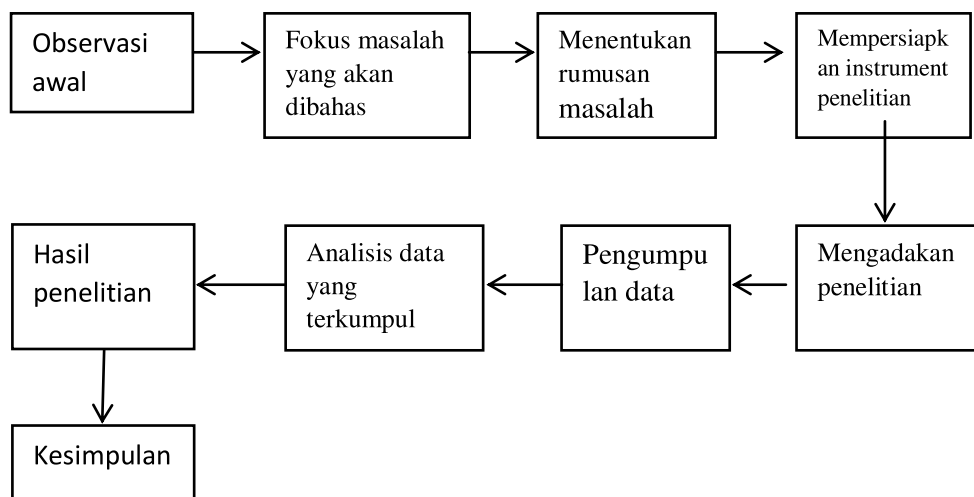 Observasi
awal
Fokus masalah
yang akan
dibahas
Menentukan
rumusan
masalah
Mempersiapk
an instrument
penelitian
Mengadakan
penelitian
Pengumpu
lan data
Analisis data
yang
terkumpul
Hasil
penelitian
Kesimpulan